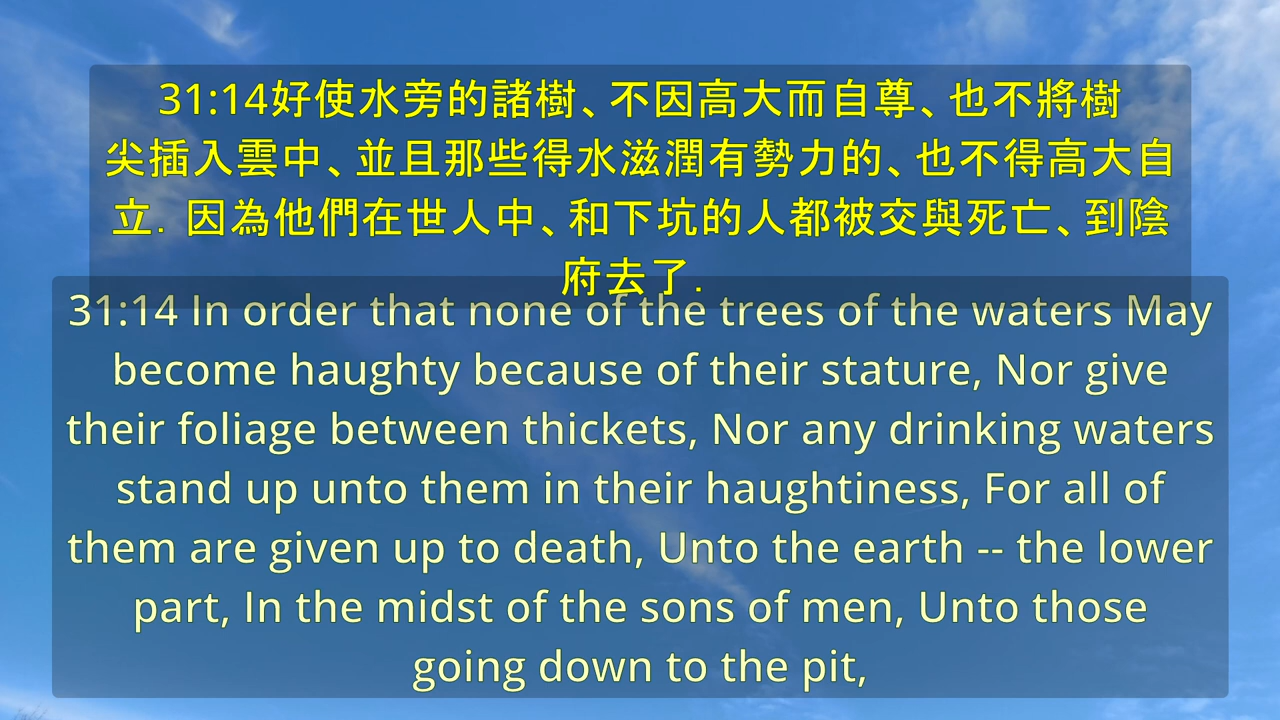 31:14好使水旁的諸樹、不因高大而自尊、也不將樹
尖插入雲中、並且那些得水滋潤有勢力的、也不得高大自
立．因為他們在世人中、和下坑的人都被交與死亡、到陰
府去了．
31:14 In order that none of the trees of the waters May
become haughty because of their stature, Nor give
their foliage between thickets, Nor any drinking waters
stand up unto them in their haughtiness, For all of
them are given up to death, Unto the earth -- the lower
part, In the midst of the sons of men, Unto those
going down to the pit,